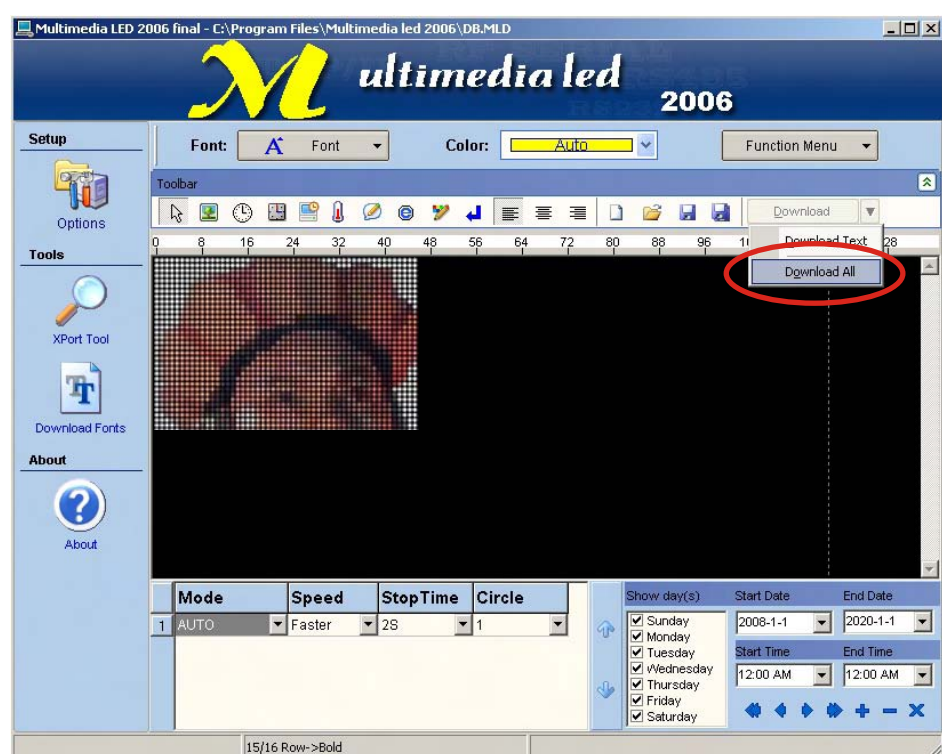 Multimedia LED 2006 final - C:\Program Files\Multimedia led 2006\DB.MLD
Multimedia led
2006
Setup
Options
Tools
XPort Tool
Download Fonts
About
About
Font: A Font Color: Auto Function Menu
Toolbar
Download
0 8 16 24 32 40 48 56 64 72 80 88 96 28
Download Text
Download All
Mode Speed StopTime Circle
1 AUTO Faster 2S 1
Show day(s)
Sunday
Monday
Tuesday
Wednesday
Thursday
Friday
Saturday
Start Date End Date
2008-1-1 2020-1-1
Start Time End Time
12:00 AM 12:00 AM
15/16 Row->Bold